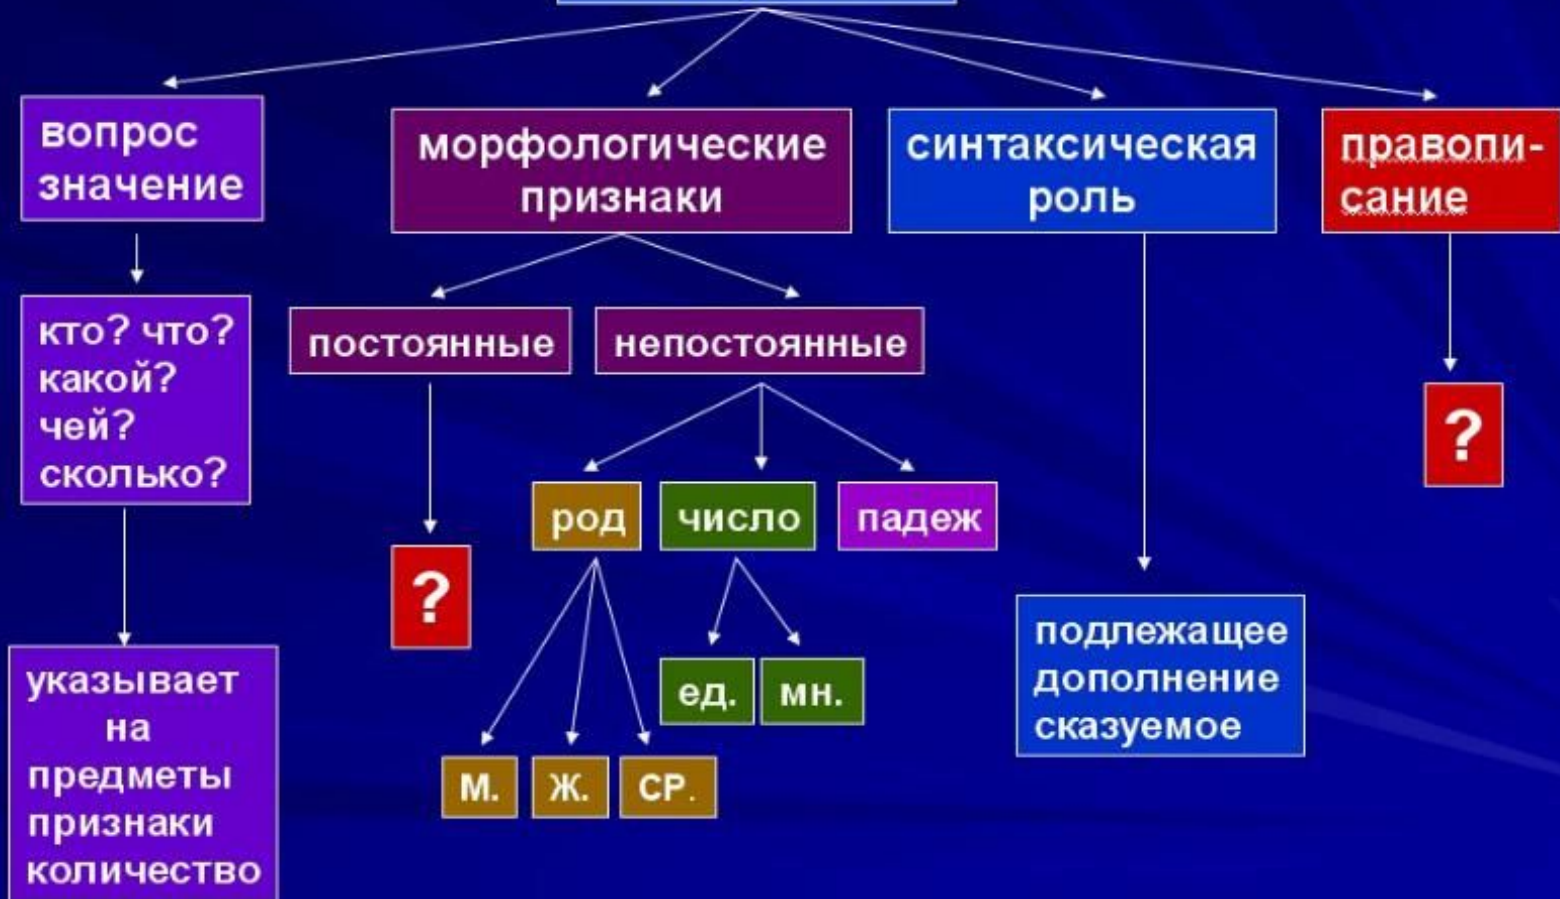 вопрос
значение
морфологические
признаки
синтаксическая
роль
правопи-
сание
кто? что?
какой?
чей?
сколько?
постоянные
непостоянные
?
?
род
число
падеж
ед.
мн.
м.
ж.
ср.
указывает
на
предметы
признаки
количество
подлежащее
дополнение
сказуемое